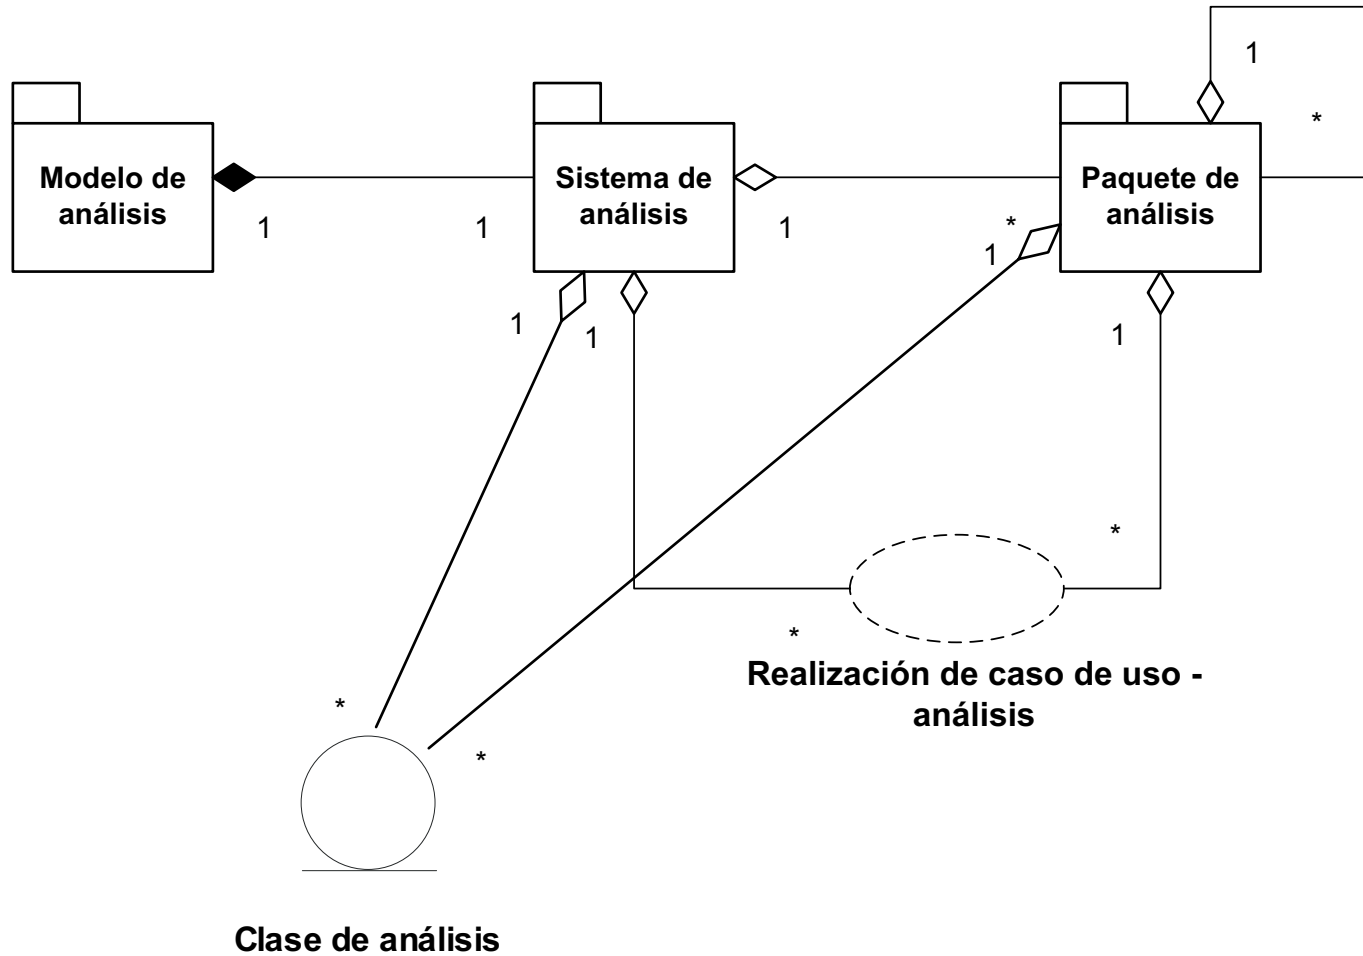 1
*
Modelo de
análisis
Sistema de
análisis
Paquete de
análisis
1
1
1
*
1
1
1
1
*
*
Realización de caso de uso -
análisis
*
*
Clase de análisis